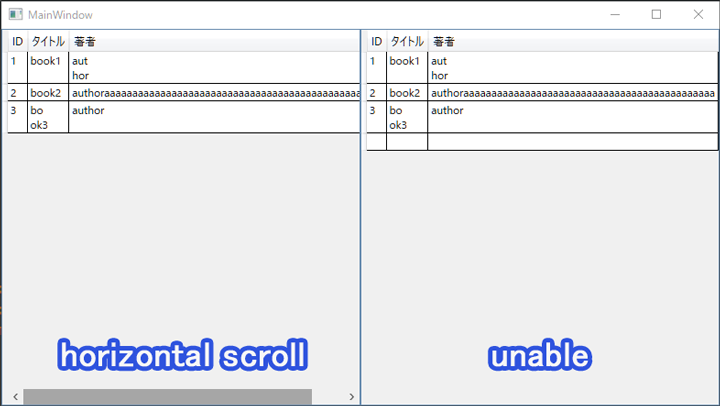 MainWindow
ID タイトル 著者
1 book1 aut
hor
2 book2 authoraaaaaaaaaaaaaaaaaaaaaaaaaaaaaaaaaaaaaaaaaaaaa
3 bo author
ok3
ID タイトル 著者
1 book1 aut
hor
2 book2 authoraaaaaaaaaaaaaaaaaaaaaaaaaaaaaaaaaaaaaaaaaaaaa
3 bo author
ok3
horizontal scroll
unable